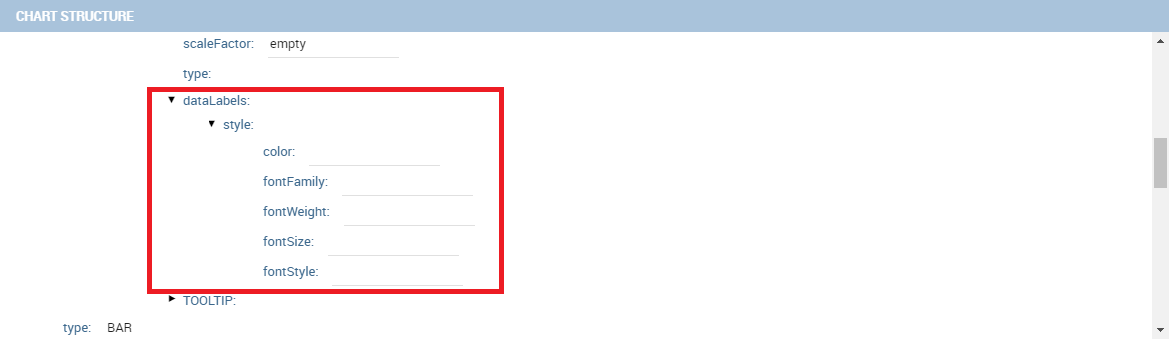 CHART STRUCTURE
scaleFactor: empty
type:
dataLabels:
style:
color:
fontFamily:
fontWeight:
fontSize:
fontStyle:
TOOLTIP:
type: BAR